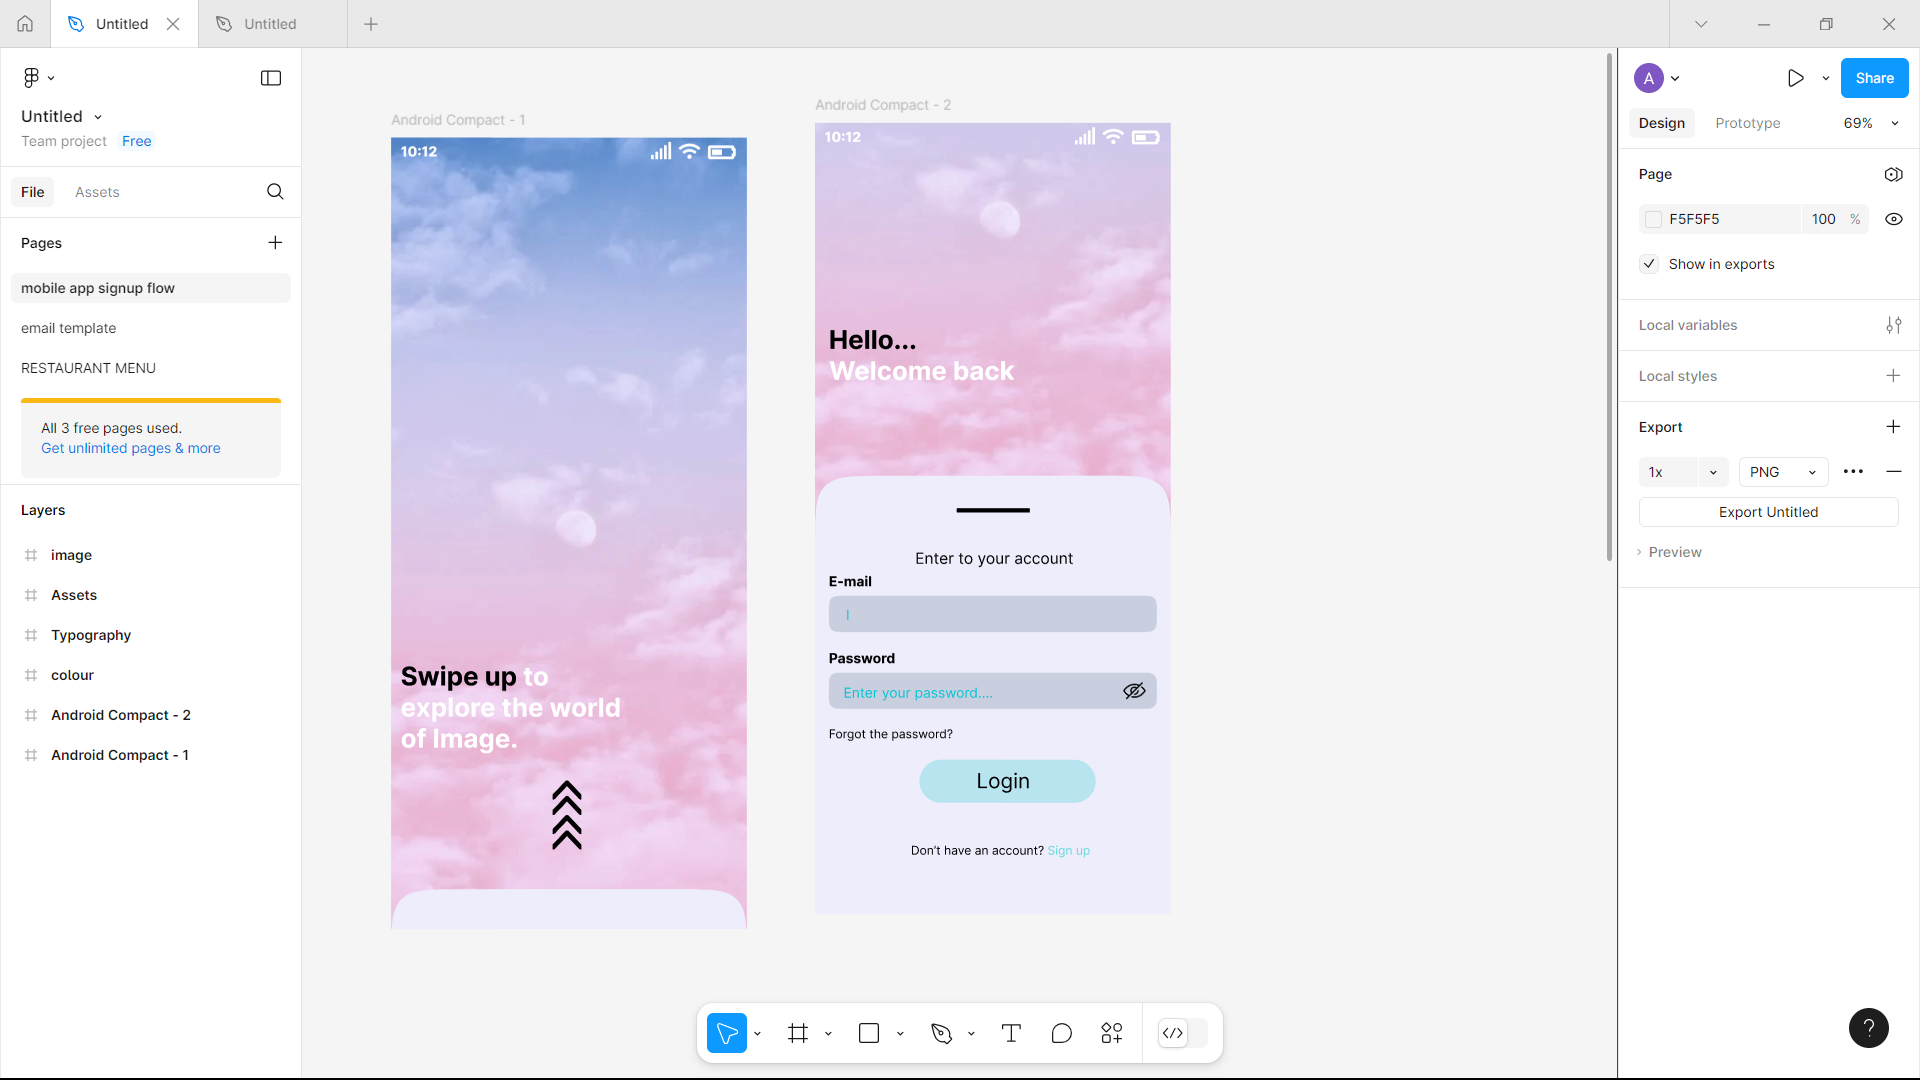 Untitled
Untitled
Untitled
Team project Free
File Assets
Pages
mobile app signup flow
email template
RESTAURANT MENU
All 3 free pages used.
Get unlimited pages & more
Layers
image
Assets
Typography
colour
Android Compact - 2
Android Compact - 1
Android Compact - 1
10:12
Swipe up to
explore the world
of Image.
Android Compact - 2
10:12
Hello...
Welcome back
Enter to your account
E-mail
Password
Enter your password....
Forgot the password?
Login
Don't have an account? Sign up
A
Share
Design Prototype 69%
Page
F5F5F5 100 %
Show in exports
Local variables
Local styles
Export
1x PNG
Export Untitled
Preview
?